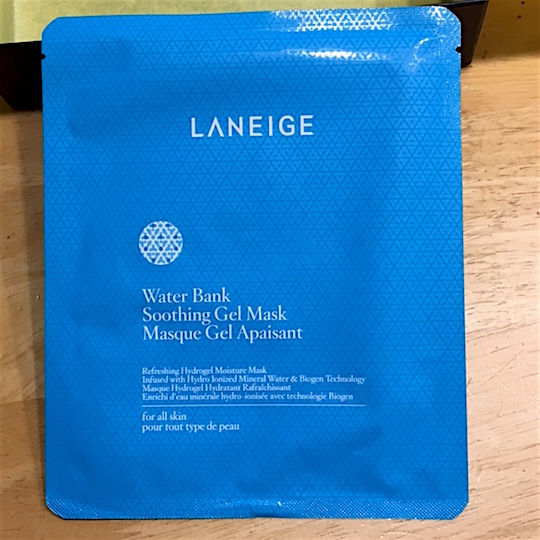 LANEIGE
Water Bank
Soothing Gel Mask
Masque Gel Apaisant
Refreshing Hydrogel Moisture Mask
Infused with Hydro Ionized Mineral Water & Biogen Technology
Masque Hydrogel Hydratant Rafraîchissant
Enrichi d'eau minérale hydro-ionisée avec technologie Biogen
for all skin
pour tout type de peau